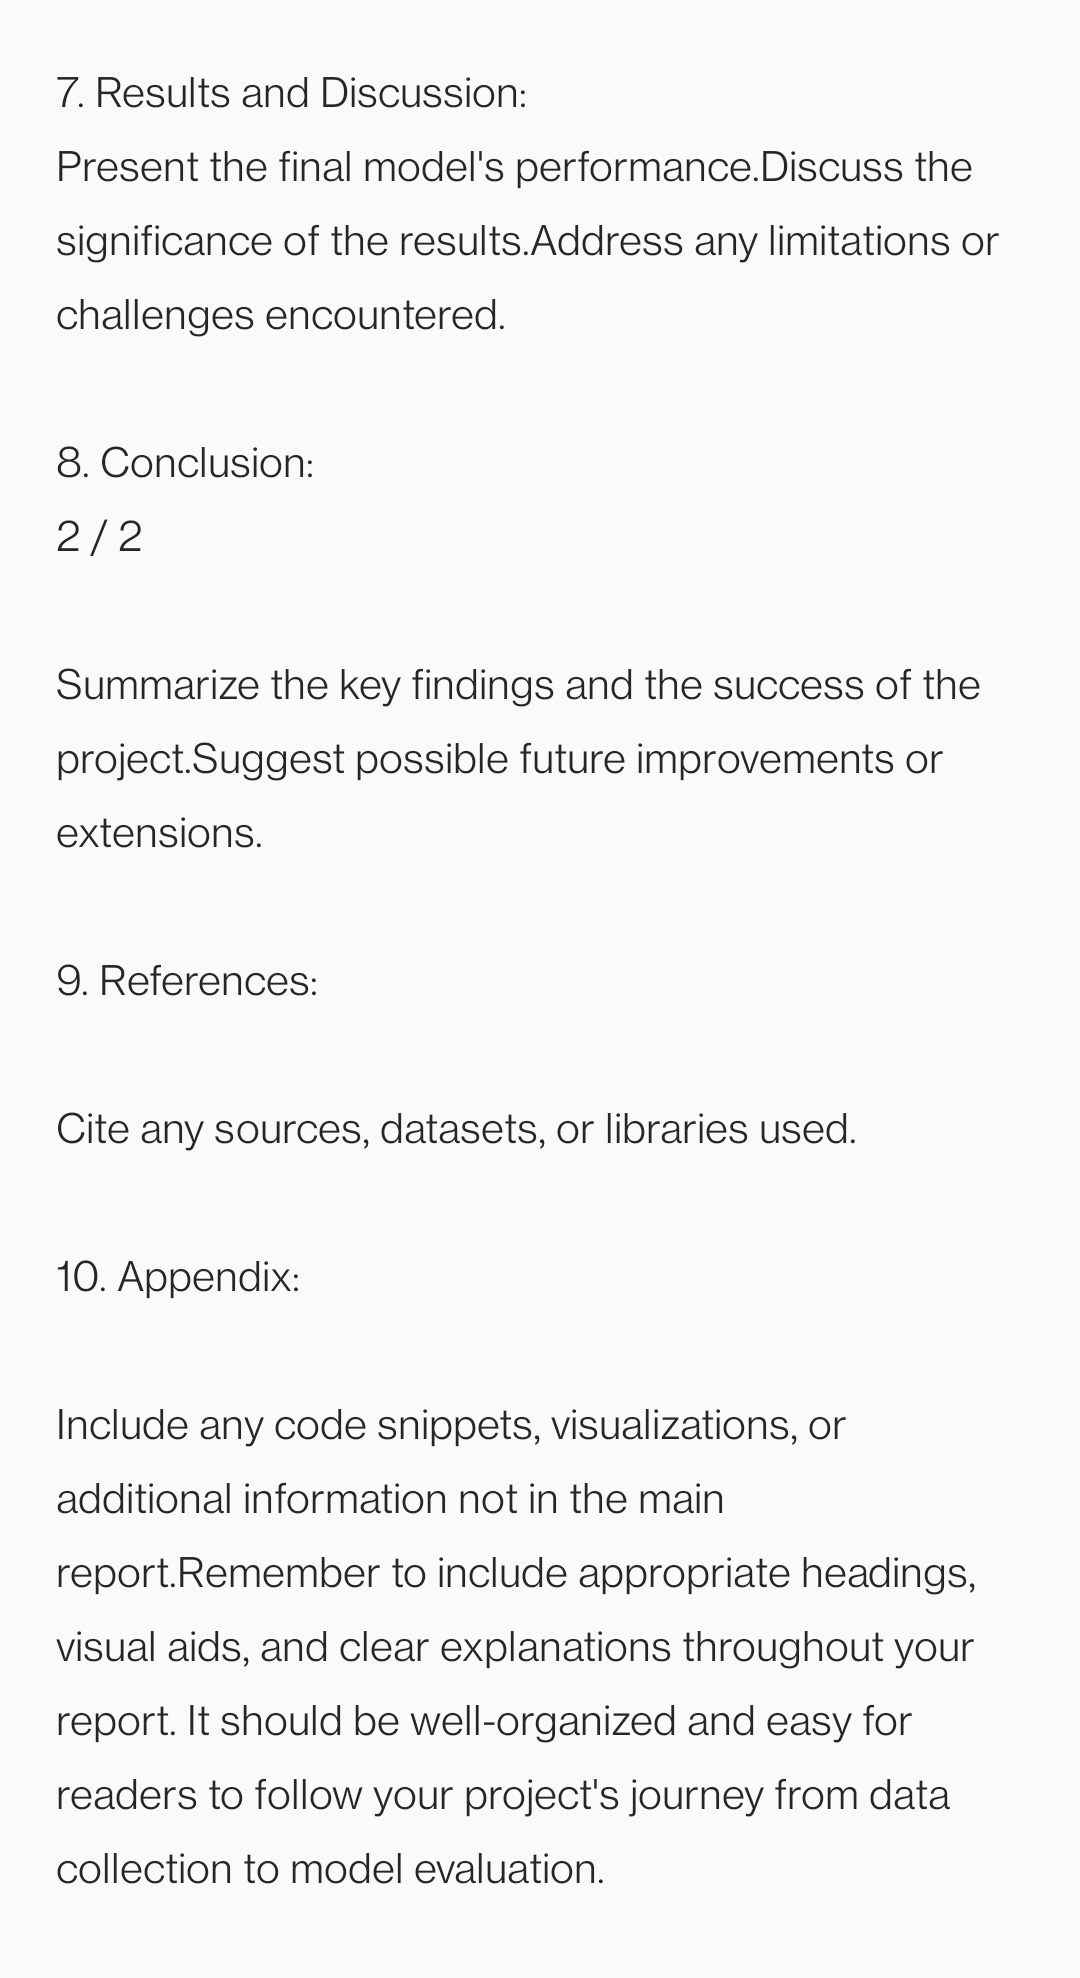 7. Results and Discussion:
Present the final model's performance.Discuss the
significance of the results.Address any limitations or
challenges encountered.
8. Conclusion:
2 / 2
Summarize the key findings and the success of the
project.Suggest possible future improvements or
extensions.
9. References:
Cite any sources, datasets, or libraries used.
10. Appendix:
Include any code snippets, visualizations, or
additional information not in the main
report.Remember to include appropriate headings,
visual aids, and clear explanations throughout your
report. It should be well-organized and easy for
readers to follow your project's journey from data
collection to model evaluation.